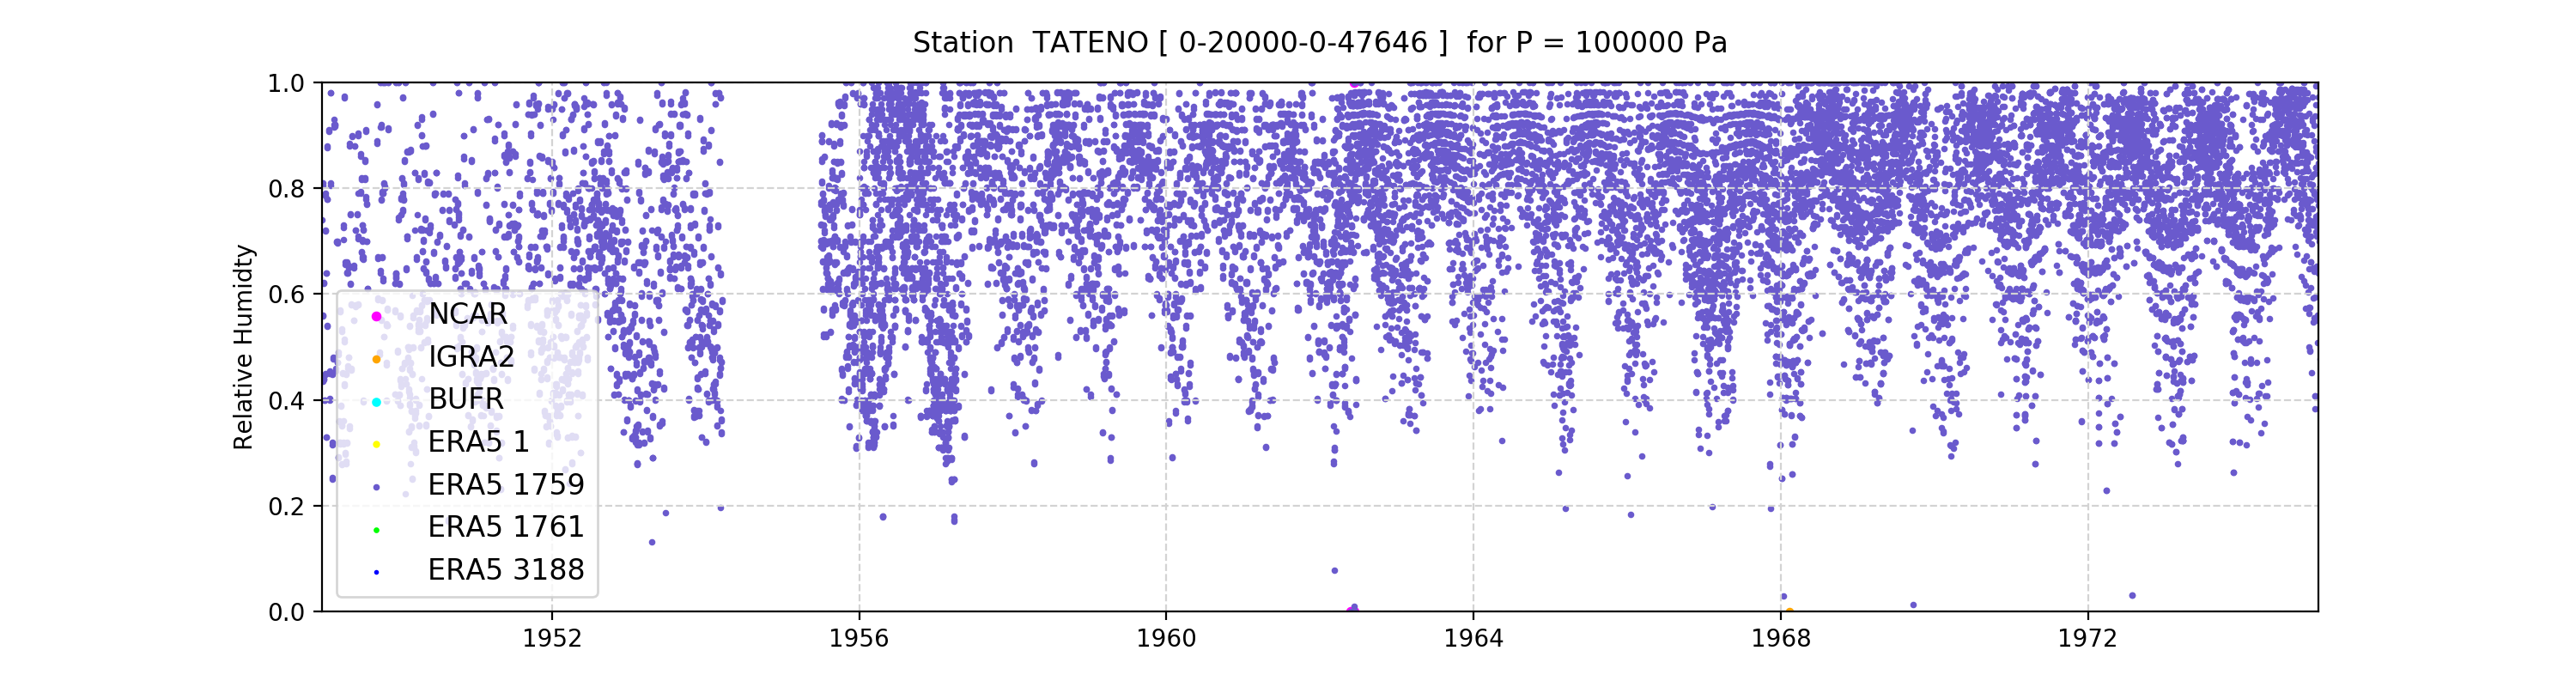 Station TATENO [ 0-20000-0-47646 ] for P = 100000 Pa
Relative Humidty
1.0
0.8
0.6
0.4
0.2
0.0
NCAR
IGRA2
BUFR
ERA5 1
ERA5 1759
ERA5 1761
ERA5 3188
1952 1956 1960 1964 1968 1972